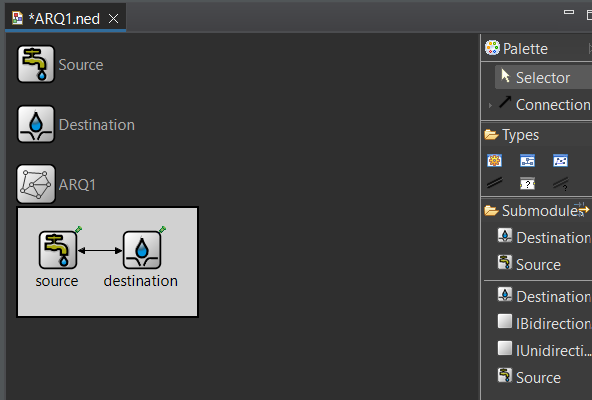 *ARQ1.ned
Source
Destination
ARQ1
source
destination
Palette
Selector
Connection
Types
Submodules
Destination
Source
Destination
IBidirection
IUnidirecti...
Source